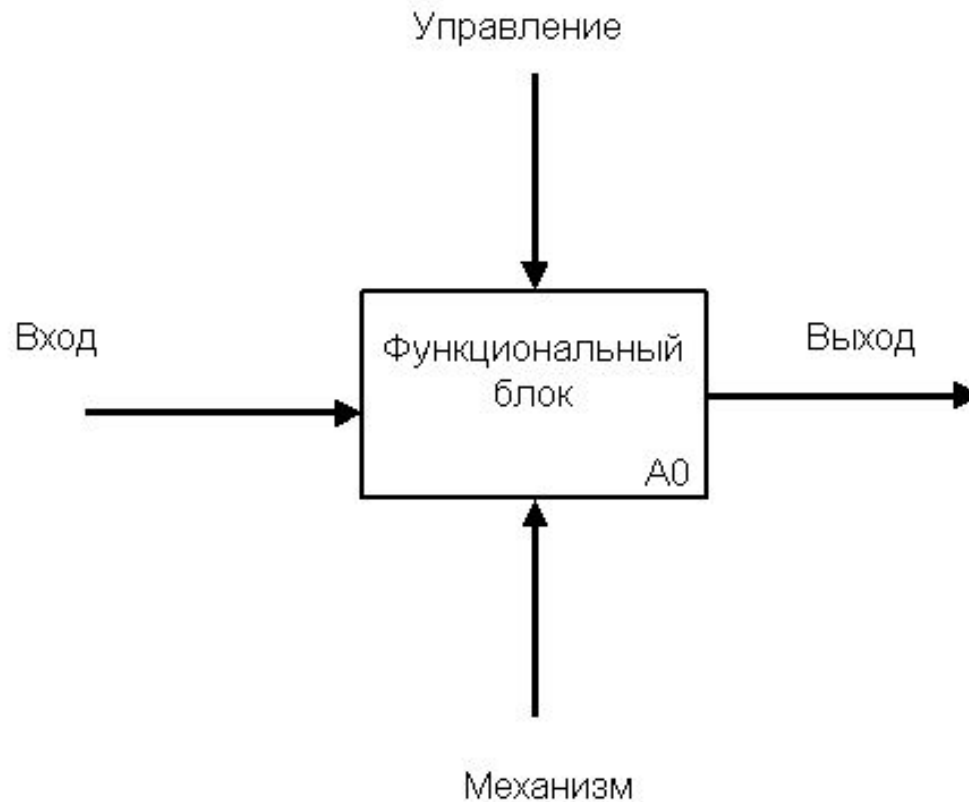 Управление
Вход
Функциональный
блок
Выход
A0
Механизм